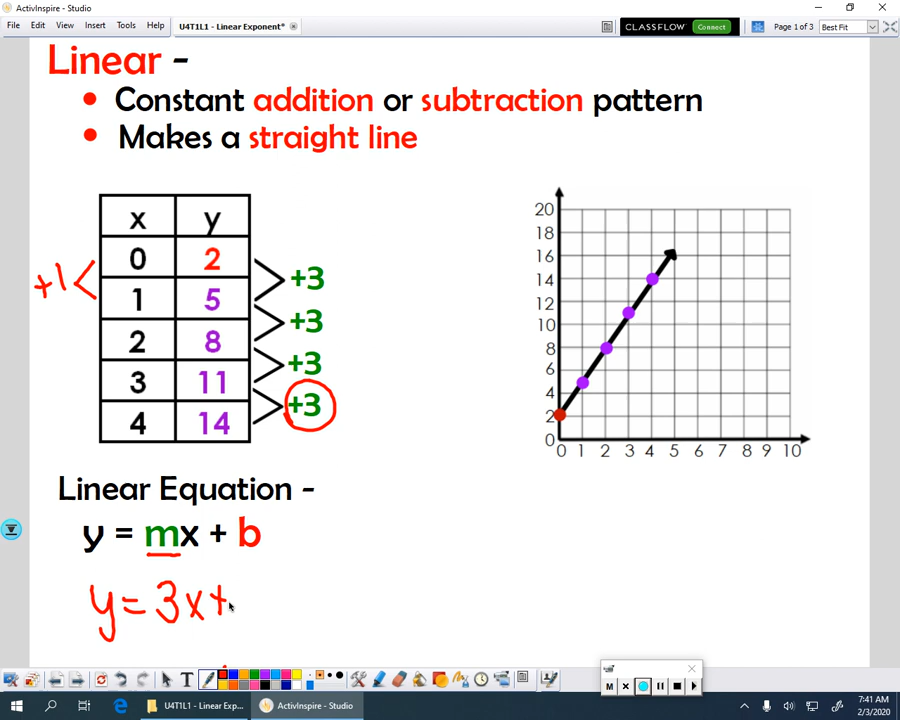 ActivInspire - Studio
File Edit View Insert Tools Help U4T1L1 - Linear Exponent* CLASSFLOW Connect Page 1 of 3 Best Fit
Linear -
• Constant addition or subtraction pattern
• Makes a straight line
x y
0 2
1 5
2 8
3 11
4 14
+1
+3
+3
+3
+3
20
18
16
14
12
10
8
6
4
2
0
0 1 2 3 4 5 6 7 8 9 10
Linear Equation -
y = mx + b
y = 3x +
M
U4T1L1 - Linear Exp... ActivInspire - Studio
7:41 AM
2/3/2020